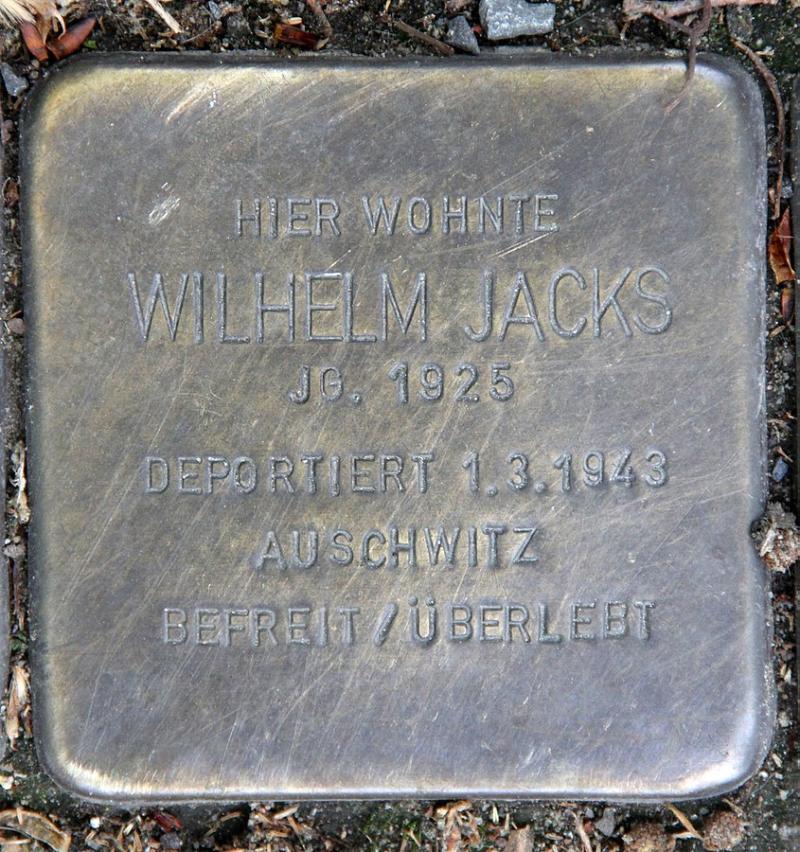 HIER WOHNTE
WILHELM JACKS
JG. 1925
DEPORTIERT 1.3.1943
AUSCHWITZ
BEFREIT/ÜBERLEBT